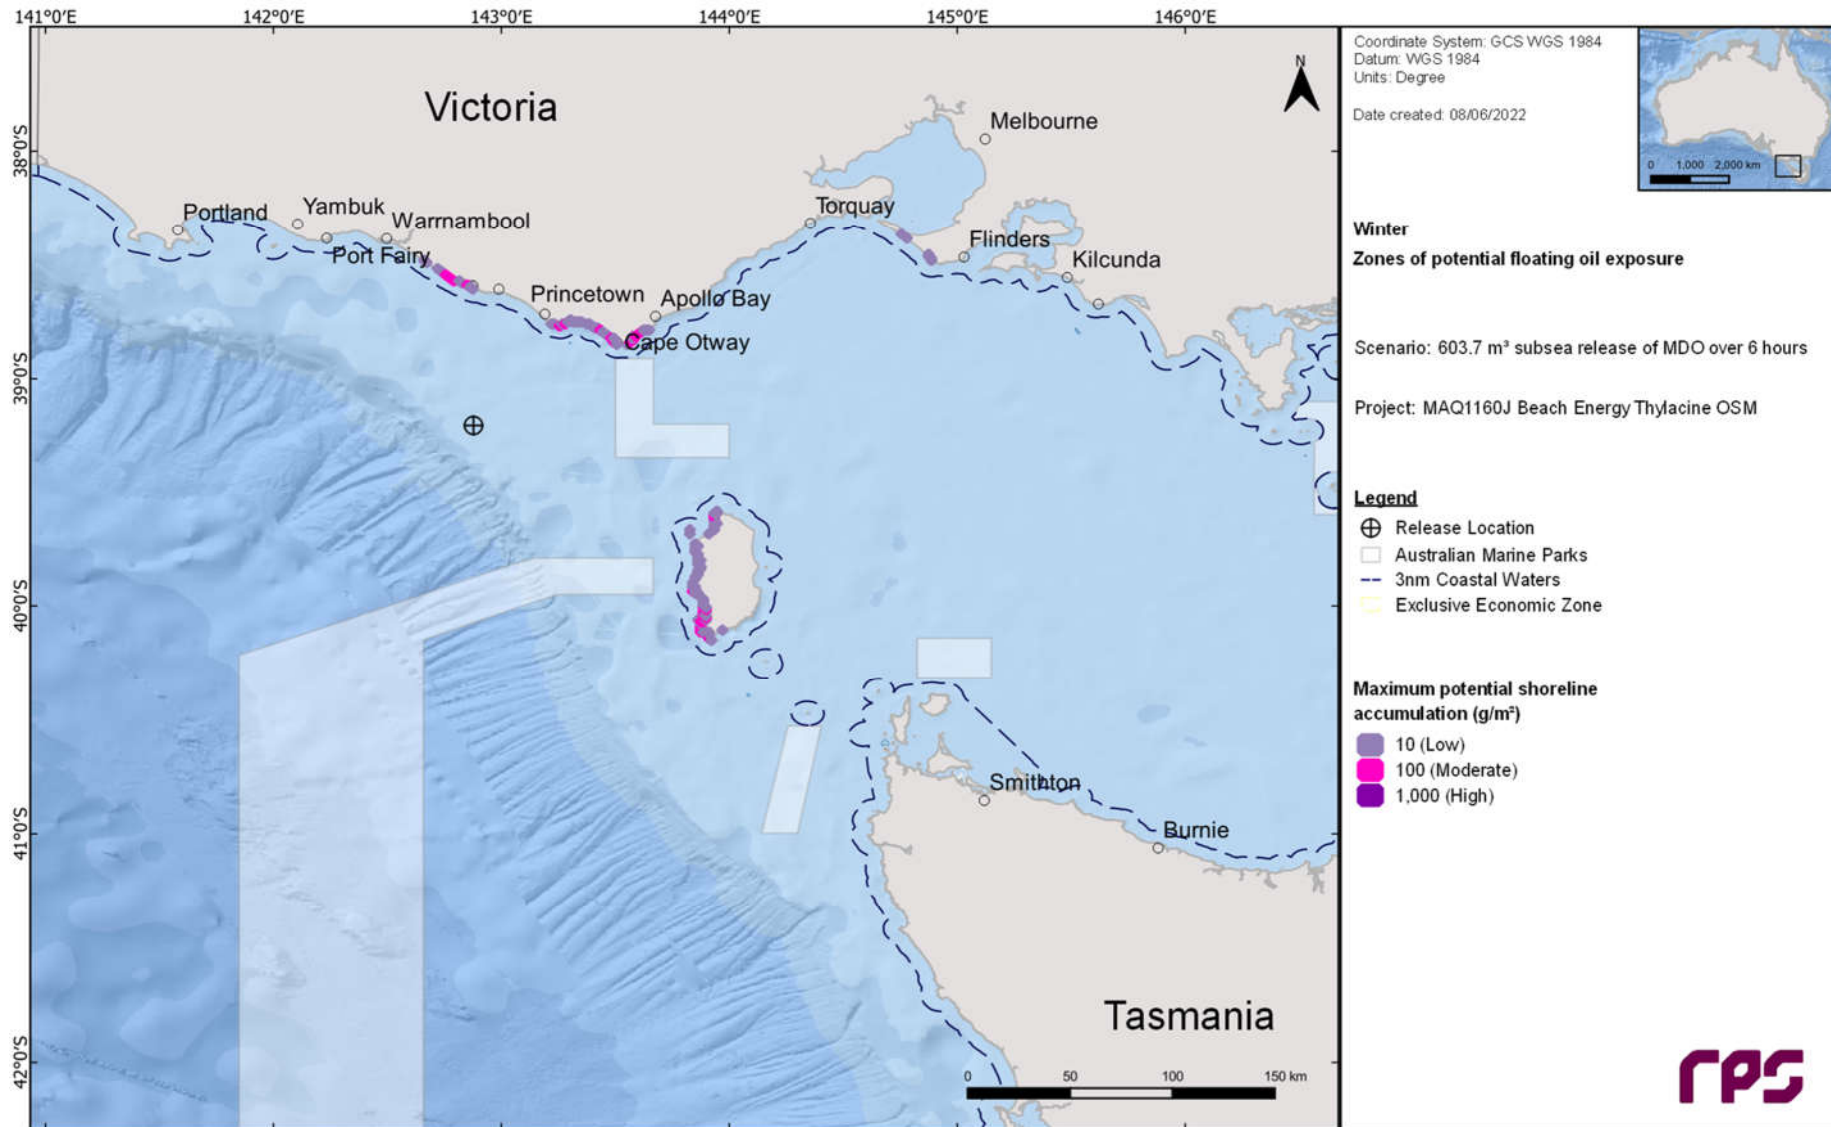 141°0'E
142°0'E
143°0'E
144°0'E
145°0'E
146°0'E
38°0'S
39°0'S
40°0'S
41°0'S
42°0'S
Victoria
Melbourne
Portland
Yambuk
Warrnambool
Port Fairy
Torquay
Flinders
Kilcunda
Princetown
Apollo Bay
Cape Otway
Smithton
Burnie
Tasmania
N
0 50 100 150 km
Coordinate System: GCS WGS 1984
Datum: WGS 1984
Units: Degree
Date created: 08/06/2022
0 1,000 2,000 km
Winter
Zones of potential floating oil exposure
Scenario: 603.7 m³ subsea release of MDO over 6 hours
Project: MAQ1160J Beach Energy Thylacine OSM
Legend
Release Location
Australian Marine Parks
3nm Coastal Waters
Exclusive Economic Zone
Maximum potential shoreline
accumulation (g/m²)
10 (Low)
100 (Moderate)
1,000 (High)
rps